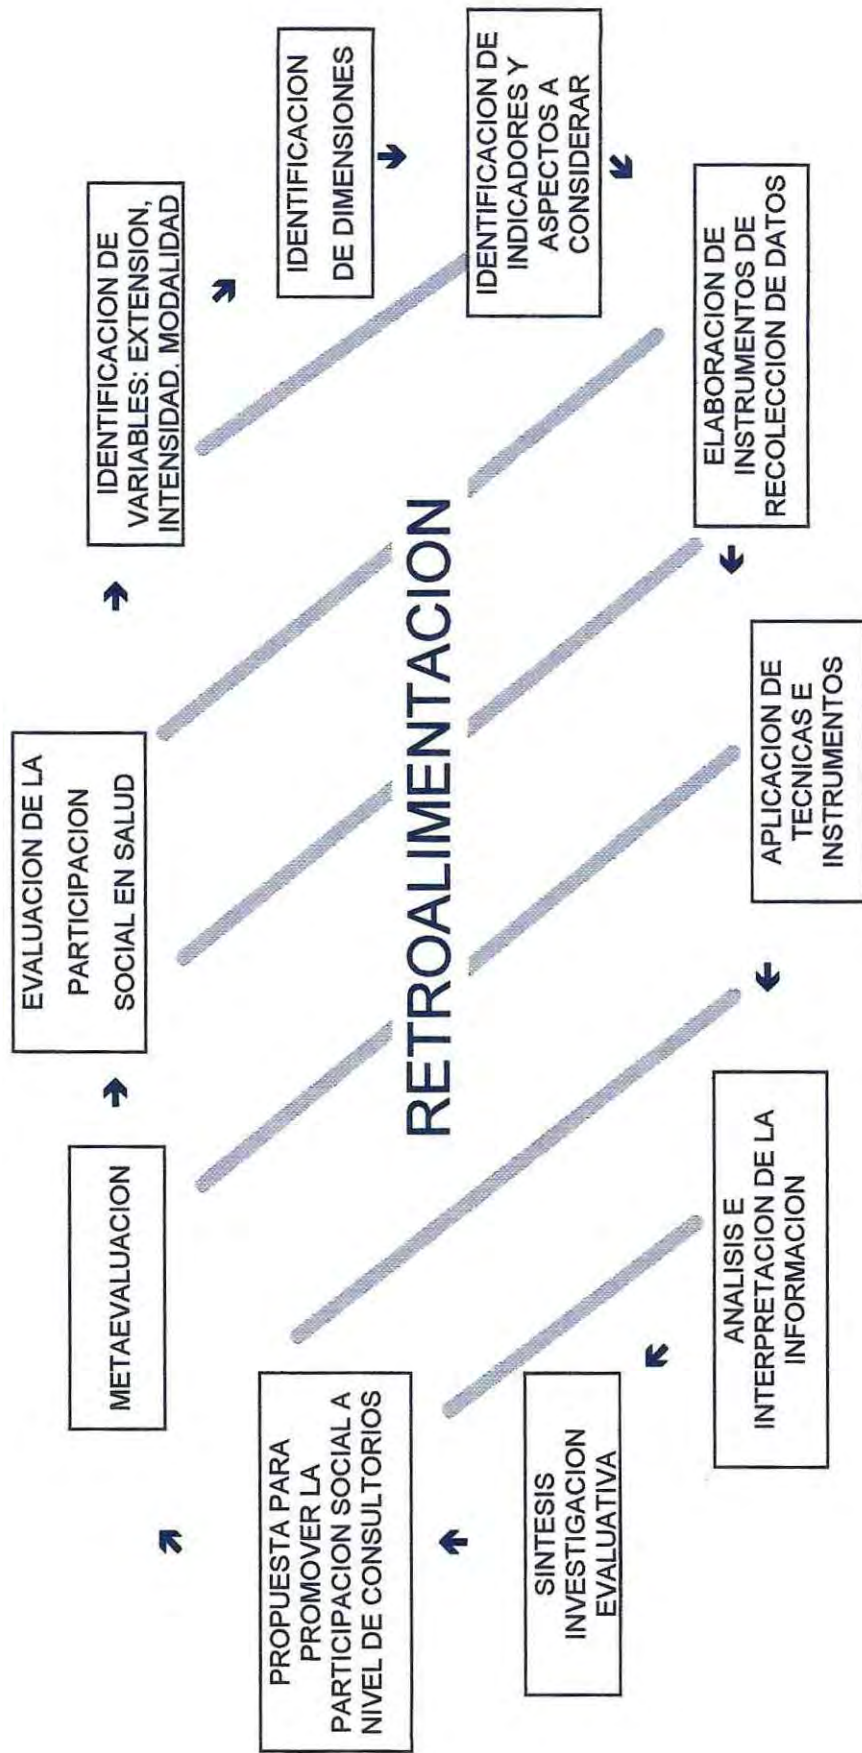 EVALUACION DE LA
PARTICIPACION
SOCIAL EN SALUD
IDENTIFICACION DE
VARIABLES: EXTENSION,
INTENSIDAD. MODALIDAD
IDENTIFICACION
DE DIMENSIONES
IDENTIFICACION DE
INDICADORES Y
ASPECTOS A
CONSIDERAR
ELABORACION DE
INSTRUMENTOS DE
RECOLECCION DE DATOS
APLICACION DE
TECNICAS E
INSTRUMENTOS
ANALISIS E
INTERPRETACION DE LA
INFORMACION
SINTESIS
INVESTIGACION
EVALUATIVA
PROPUESTA PARA
PROMOVER LA
PARTICIPACION SOCIAL A
NIVEL DE CONSULTORIOS
METAEVALUACION
RETROALIMENTACION